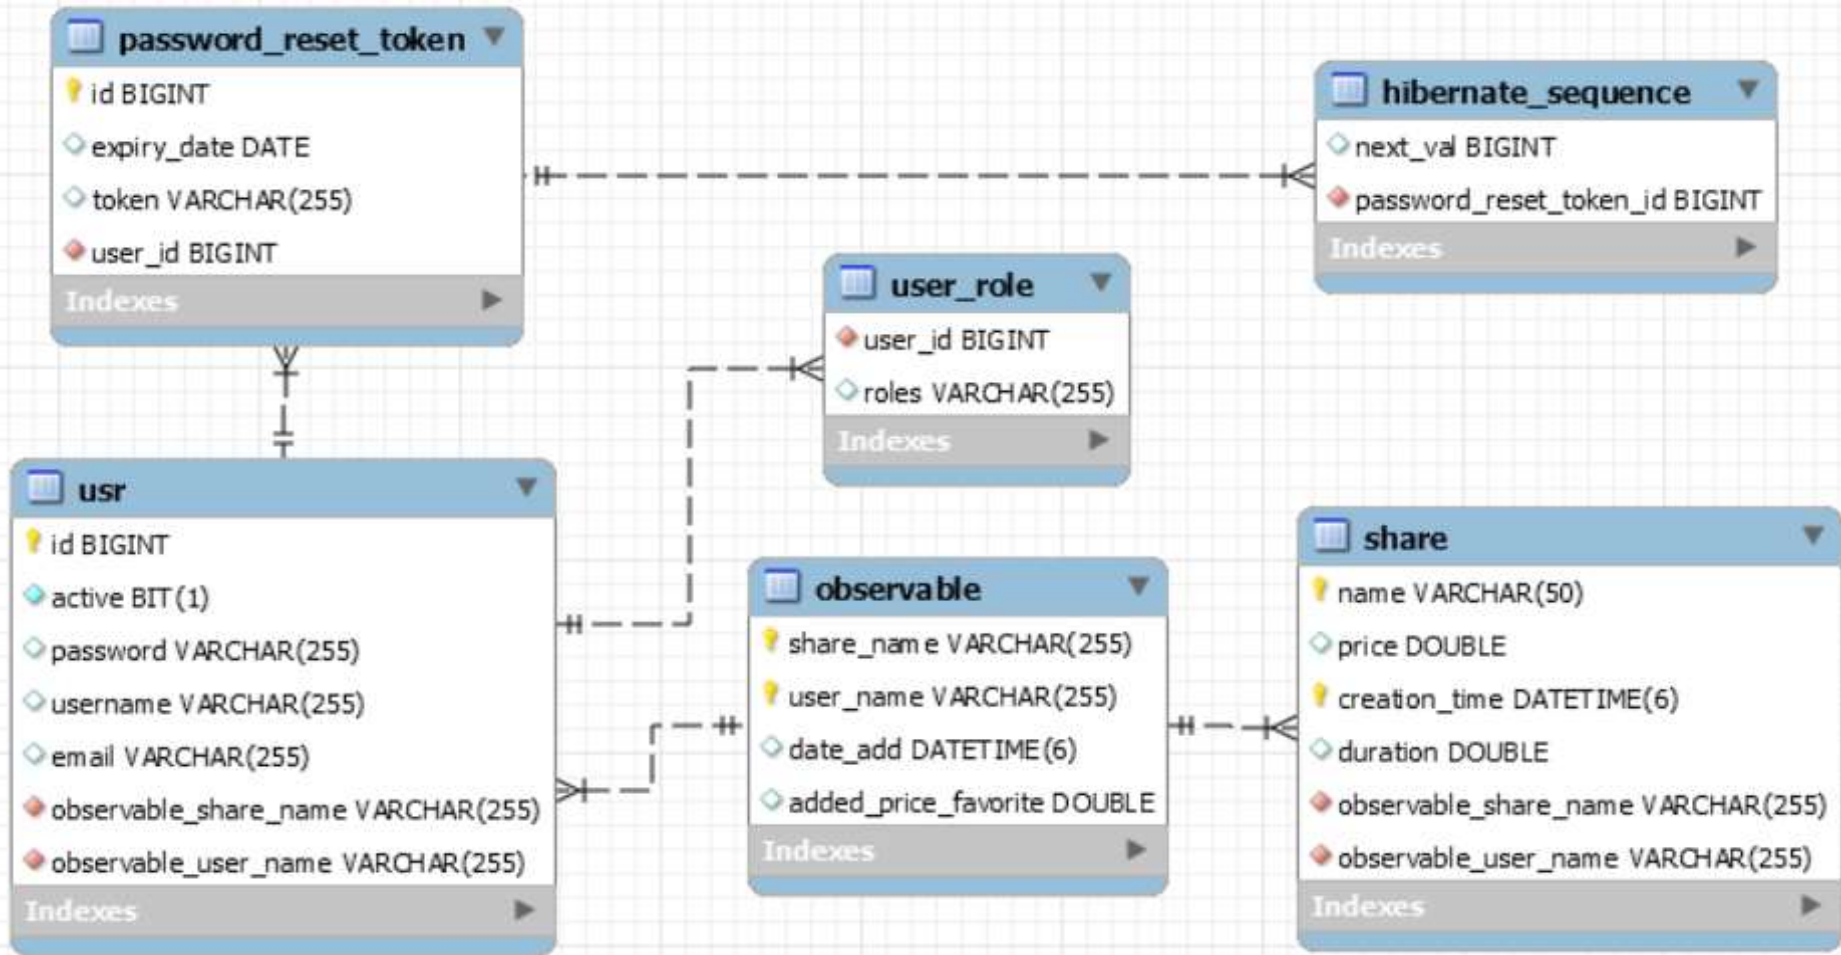 password_reset_token
id BIGINT
expiry_date DATE
token VARCHAR(255)
user_id BIGINT
Indexes
hibernate_sequence
next_val BIGINT
password_reset_token_id BIGINT
Indexes
user_role
user_id BIGINT
roles VARCHAR(255)
Indexes
usr
id BIGINT
active BIT(1)
password VARCHAR(255)
username VARCHAR(255)
email VARCHAR(255)
observable_share_name VARCHAR(255)
observable_user_name VARCHAR(255)
Indexes
observable
share_name VARCHAR(255)
user_name VARCHAR(255)
date_add DATETIME(6)
added_price_favorite DOUBLE
Indexes
share
name VARCHAR(50)
price DOUBLE
creation_time DATETIME(6)
duration DOUBLE
observable_share_name VARCHAR(255)
observable_user_name VARCHAR(255)
Indexes